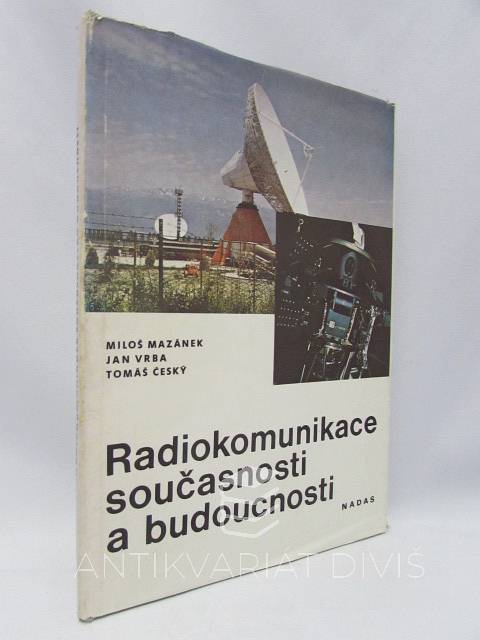 MILOŠ MAZÁNEK
JAN VRBA
TOMÁŠ ČESKÝ
Radiokomunikace
současnosti
a budoucnosti
NADAS
ANTIKVARIAT DIVIŠ